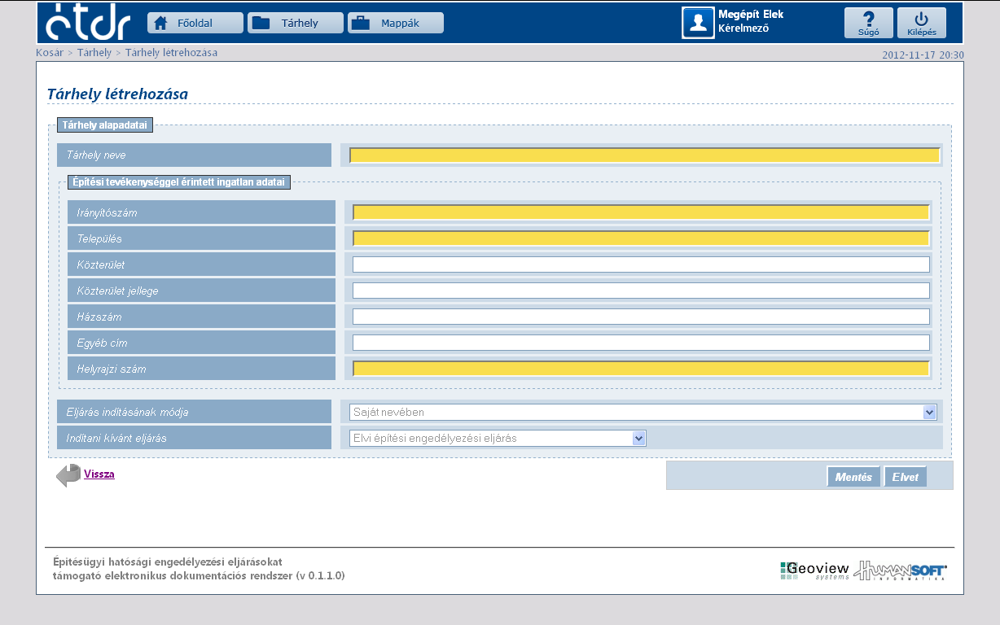 étdr
Főoldal
Tárhely
Mappák
Megépít Elek
Kérelmező
?
Súgó
Kilépés
Kosár > Tárhely > Tárhely létrehozása
2012-11-17 20:30
Tárhely létrehozása
Tárhely alapadatai
Tárhely neve
Építési tevékenységgel érintett ingatlan adatai
Irányítószám
Település
Közterület
Közterület jellege
Házszám
Egyéb cím
Helyrajzi szám
Eljárás indításának módja
Saját nevében
Indítani kívánt eljárás
Elvi építési engedélyezési eljárás
Vissza
Mentés
Elvet
Építésügyi hatósági engedélyezési eljárásokat
támogató elektronikus dokumentációs rendszer (v 0.1.1.0)
Geoview
systems
HUMANSOFT
INFORMATIKA